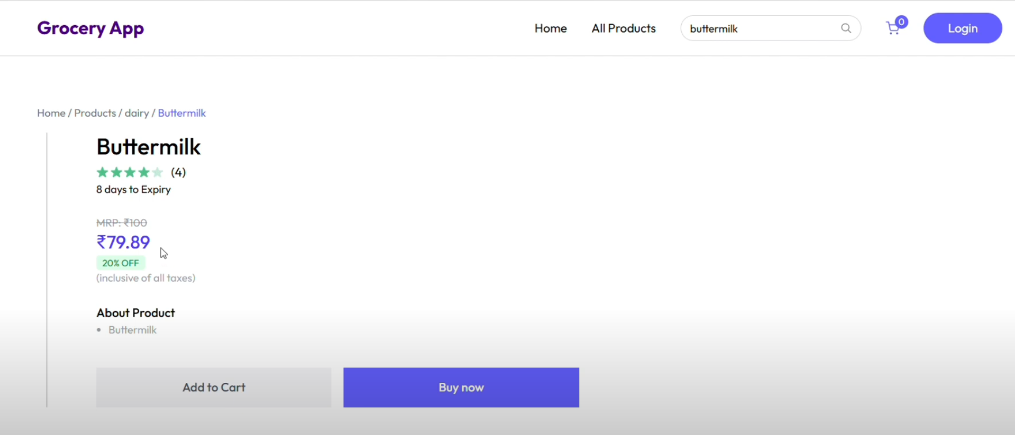 Grocery App
Home All Products buttermilk 0 Login
Home / Products / dairy / Buttermilk
Buttermilk
(4)
8 days to Expiry
MRP: ₹100
₹79.89
20% OFF
(inclusive of all taxes)
About Product
• Buttermilk
Add to Cart Buy now